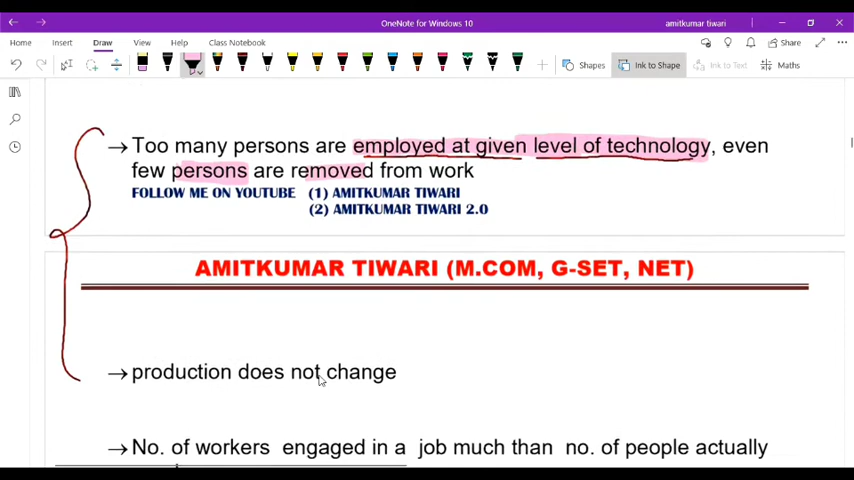 OneNote for Windows 10
amitkumar tiwari
Home Insert Draw View Help Class Notebook
Share
Shapes Ink to Shape Ink to Text Maths
→ Too many persons are employed at given level of technology, even
few persons are removed from work
FOLLOW ME ON YOUTUBE (1) AMITKUMAR TIWARI
(2) AMITKUMAR TIWARI 2.0
AMITKUMAR TIWARI (M.COM, G-SET, NET)
→ production does not change
→ No. of workers engaged in a job much than no. of people actually